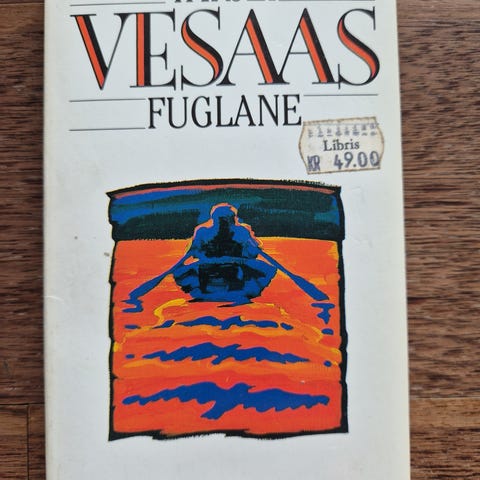 VESAAS
FUGLANE
Libris
KR 49.00